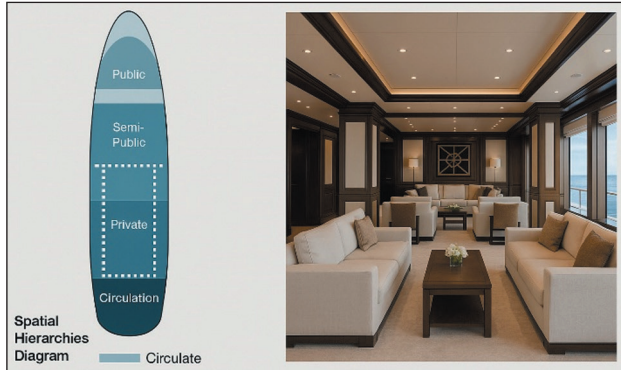 Public
Semi-
Public
Private
Circulation
Spatial
Hierarchies
Diagram
Circulate